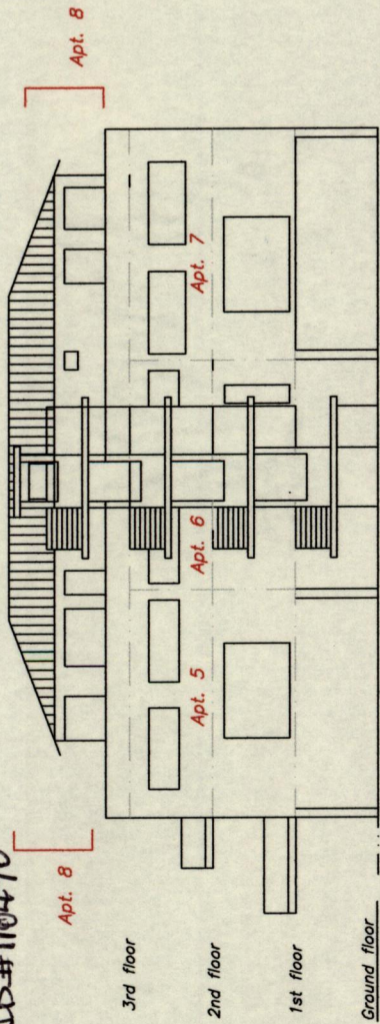 Apt. 8
Apt. 8
Apt. 7
Apt. 6
Apt. 5
3rd floor
2nd floor
1st floor
Ground floor